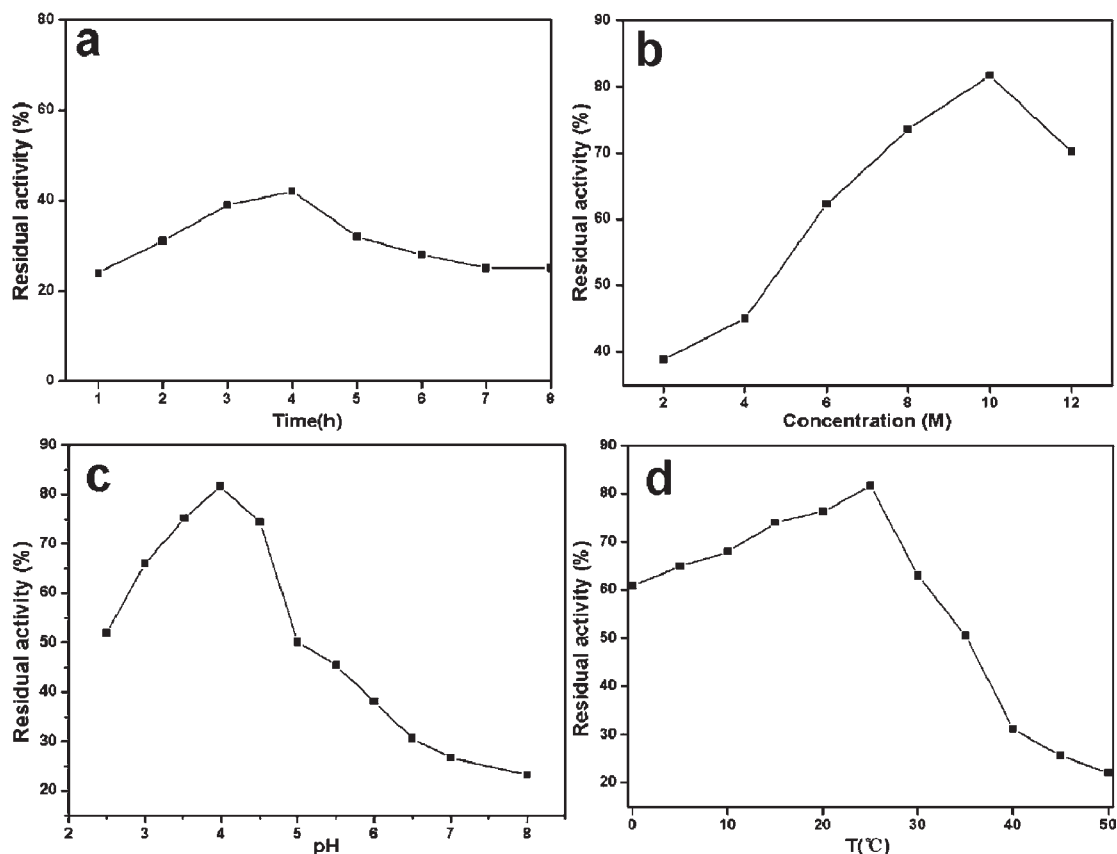 a
Residual activity (%)
80
60
40
20
0
1 2 3 4 5 6 7 8
Time(h)
b
Residual activity (%)
90
80
70
60
50
40
2 4 6 8 10 12
Concentration (M)
c
Residual activity (%)
90
80
70
60
50
40
30
20
2 3 4 5 6 7 8
pH
d
Residual activity (%)
90
80
70
60
50
40
30
20
0 10 20 30 40 50
T(℃)